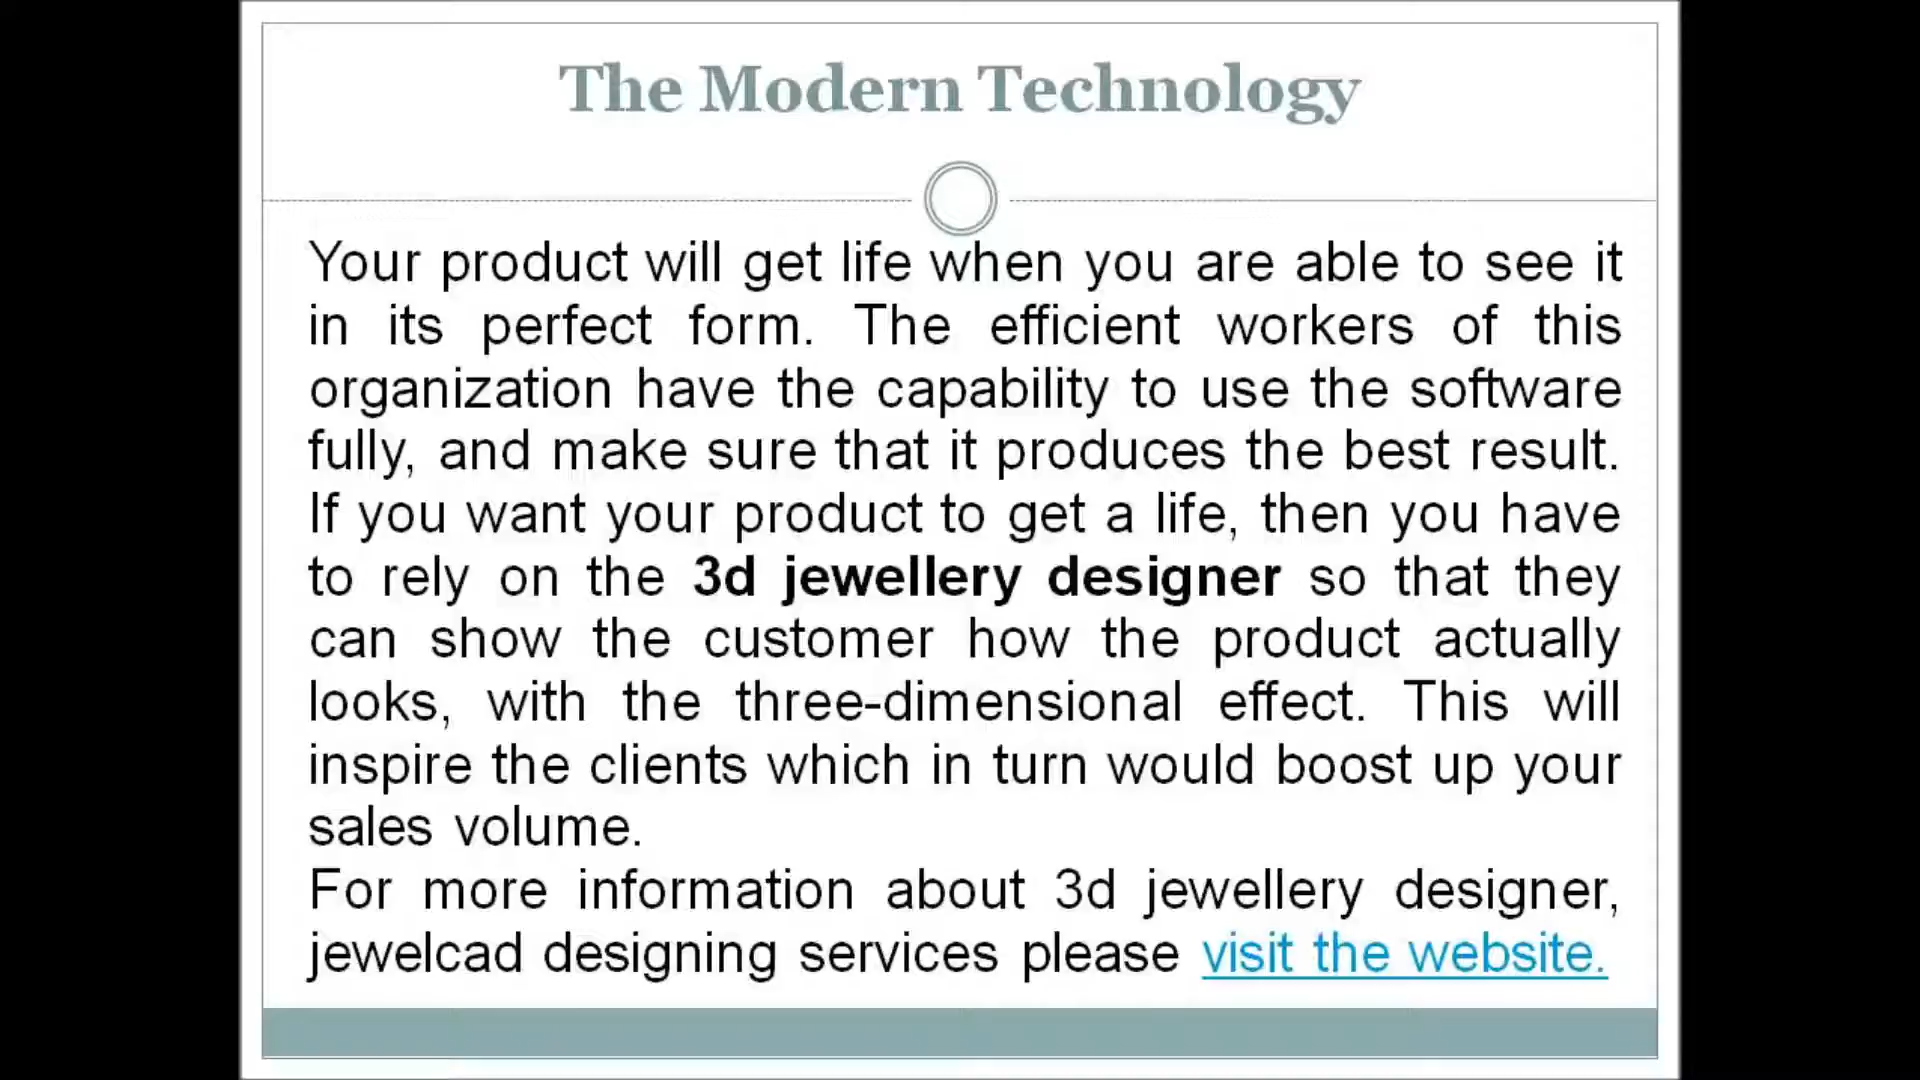 The Modern Technology
Your product will get life when you are able to see it
in its perfect form. The efficient workers of this
organization have the capability to use the software
fully, and make sure that it produces the best result.
If you want your product to get a life, then you have
to rely on the 3d jewellery designer so that they
can show the customer how the product actually
looks, with the three-dimensional effect. This will
inspire the clients which in turn would boost up your
sales volume.
For more information about 3d jewellery designer,
jewelcad designing services please visit the website.